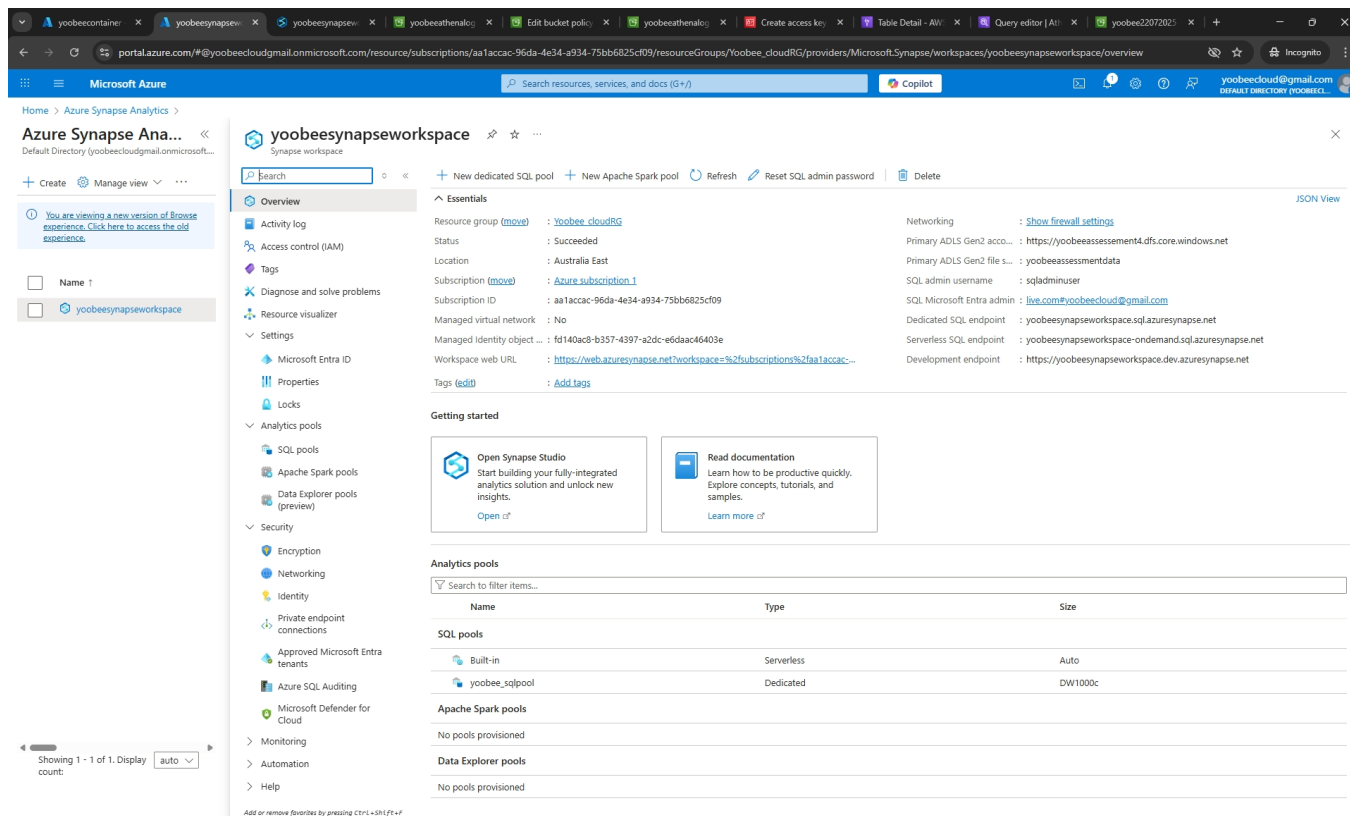 yoobeecontainer
yoobeesynapsew
yoobeesynapsew
yoobeeathenalog
Edit bucket policy
yoobeeathenalog
Create access key
Table Detail - AWS
Query editor | Ath
yoobee22072025
portal.azure.com/#@yoobeecloudgmail.onmicrosoft.com/resource/subscriptions/aa1accac-96da-4e34-a934-75bb6825cf09/resourceGroups/Yoobee_cloudRG/providers/Microsoft.Synapse/workspaces/yoobeesynapseworkspace/overview
Incognito
Microsoft Azure
Search resources, services, and docs (G+/)
Copilot
1
yoobeecloud@gmail.com
DEFAULT DIRECTORY (YOOBEECL...
Home > Azure Synapse Analytics >
Azure Synapse Ana...
Default Directory (yoobeecloudgmail.onmicrosoft....
Create
Manage view
You are viewing a new version of Browse
experience. Click here to access the old
experience.
Name ↑
yoobeesynapseworkspace
Showing 1 - 1 of 1. Display
count:
auto
yoobeesynapseworkspace
Synapse workspace
Search
Overview
Activity log
Access control (IAM)
Tags
Diagnose and solve problems
Resource visualizer
Settings
Microsoft Entra ID
Properties
Locks
Analytics pools
SQL pools
Apache Spark pools
Data Explorer pools
(preview)
Security
Encryption
Networking
Identity
Private endpoint
connections
Approved Microsoft Entra
tenants
Azure SQL Auditing
Microsoft Defender for
Cloud
Monitoring
Automation
Help
Add or remove favorites by pressing Ctrl+Shift+F
New dedicated SQL pool
New Apache Spark pool
Refresh
Reset SQL admin password
Delete
Essentials
JSON View
Resource group (move) : Yoobee_cloudRG
Status : Succeeded
Location : Australia East
Subscription (move) : Azure subscription 1
Subscription ID : aa1accac-96da-4e34-a934-75bb6825cf09
Managed virtual network : No
Managed Identity object ... : fd140ac8-b357-4397-a2dc-e6daac46403e
Workspace web URL : https://web.azuresynapse.net?workspace=%2fsubscriptions%2faa1accac-...
Tags (edit) : Add tags
Networking : Show firewall settings
Primary ADLS Gen2 acco... : https://yoobeeassessement4.dfs.core.windows.net
Primary ADLS Gen2 file s... : yoobeeassessmentdata
SQL admin username : sqladminuser
SQL Microsoft Entra admin : live.com#yoobeecloud@gmail.com
Dedicated SQL endpoint : yoobeesynapseworkspace.sql.azuresynapse.net
Serverless SQL endpoint : yoobeesynapseworkspace-ondemand.sql.azuresynapse.net
Development endpoint : https://yoobeesynapseworkspace.dev.azuresynapse.net
Getting started
Open Synapse Studio
Start building your fully-integrated
analytics solution and unlock new
insights.
Open
Read documentation
Learn how to be productive quickly.
Explore concepts, tutorials, and
samples.
Learn more
Analytics pools
Search to filter items...
Name Type Size
SQL pools
Built-in Serverless Auto
yoobee_sqlpool Dedicated DW1000c
Apache Spark pools
No pools provisioned
Data Explorer pools
No pools provisioned